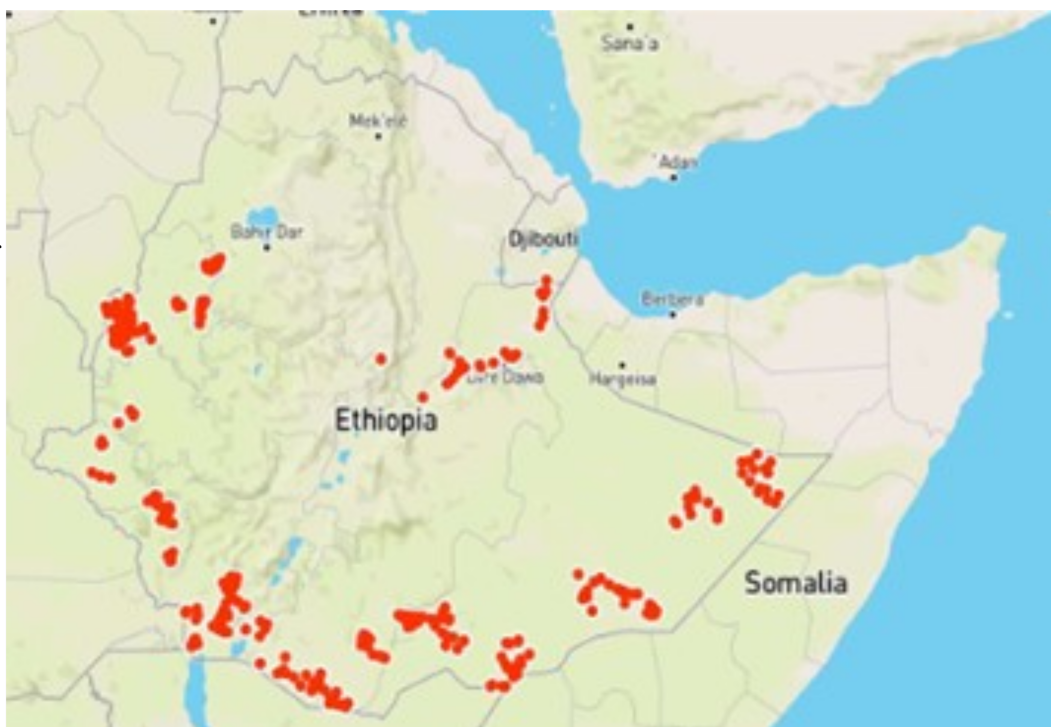 Sana'a
Mek'ele
'Adan
Bahir Dar
Djibouti
Berbera
Dire Dawa
Hargeisa
Ethiopia
Somalia